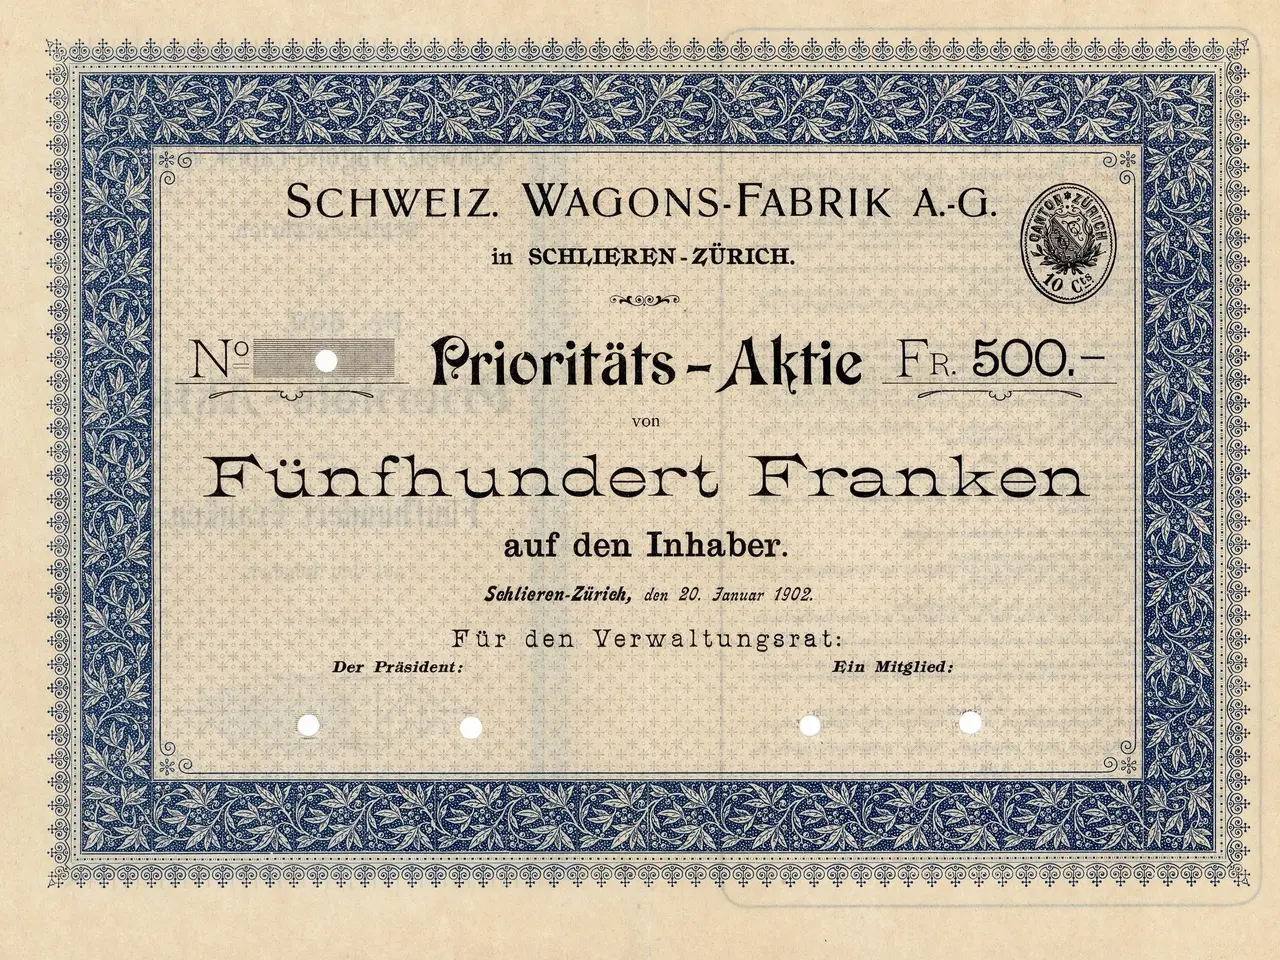 SCHWEIZ. WAGONS-FABRIK A.-G.
in SCHLIEREN-ZÜRICH.
CANTON ZÜRICH
10 Cts
No Prioritäts-Aktie FR. 500.–
von
Fünfhundert Franken
auf den Inhaber.
Schlieren-Zürich, den 20. Januar 1902.
Für den Verwaltungsrat:
Der Präsident: Ein Mitglied: